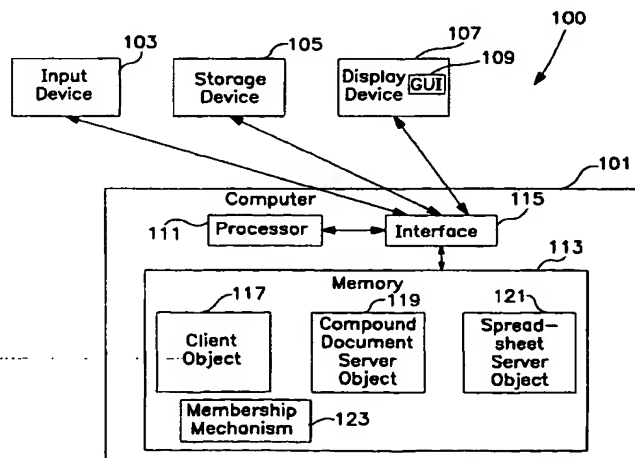 100
103
105
107
109
Input
Device
Storage
Device
Display
Device
GUI
101
Computer
115
111
Processor
Interface
113
Memory
117
119
121
Client
Object
Compound
Document
Server
Object
Spread-
sheet
Server
Object
Membership
Mechanism
123